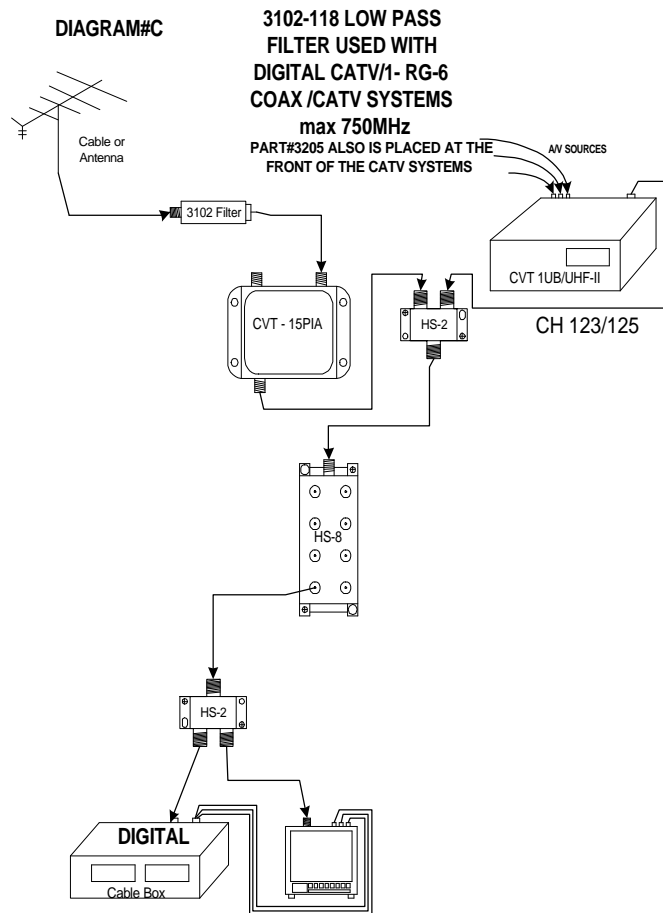 DIAGRAM#C
3102-118 LOW PASS
FILTER USED WITH
DIGITAL CATV/1- RG-6
COAX /CATV SYSTEMS
max 750MHz
PART#3205 ALSO IS PLACED AT THE
FRONT OF THE CATV SYSTEMS
A/V SOURCES
Cable or
Antenna
3102 Filter
CVT 1UB/UHF-II
CVT - 15PIA
HS-2
CH 123/125
HS-8
HS-2
DIGITAL
Cable Box